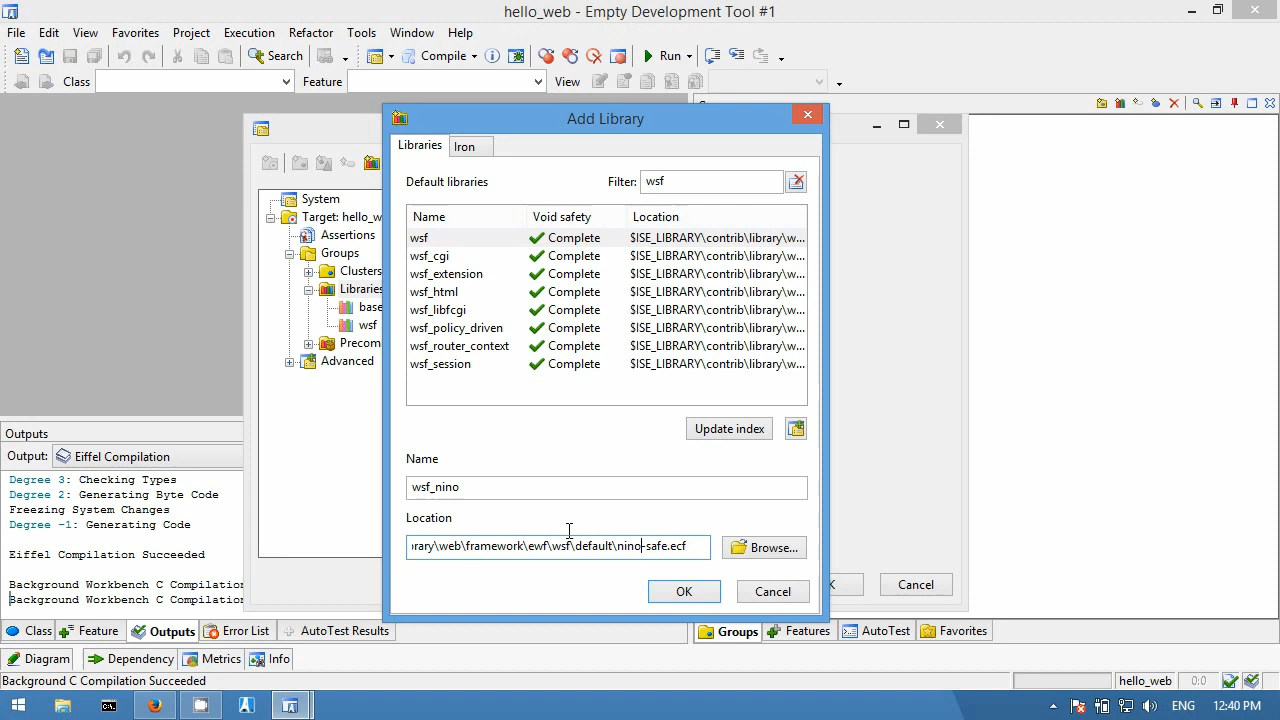 hello_web - Empty Development Tool #1
File Edit View Favorites Project Execution Refactor Tools Window Help
Search Compile Run
Class Feature View
Add Library
Libraries Iron
Default libraries Filter: wsf
Name Void safety Location
wsf Complete $ISE_LIBRARY\contrib\library\w...
wsf_cgi Complete $ISE_LIBRARY\contrib\library\w...
wsf_extension Complete $ISE_LIBRARY\contrib\library\w...
wsf_html Complete $ISE_LIBRARY\contrib\library\w...
wsf_libfcgi Complete $ISE_LIBRARY\contrib\library\w...
wsf_policy_driven Complete $ISE_LIBRARY\contrib\library\w...
wsf_router_context Complete $ISE_LIBRARY\contrib\library\w...
wsf_session Complete $ISE_LIBRARY\contrib\library\w...
Update index
Name
wsf_nino
Location
rary\web\framework\ewf\wsf\default\nino-safe.ecf Browse...
OK Cancel
System
Target: hello_w
Assertions
Groups
Clusters
Libraries
base
wsf
Precom
Advanced
K Cancel
Outputs
Output: Eiffel Compilation
Degree 3: Checking Types
Degree 2: Generating Byte Code
Freezing System Changes
Degree -1: Generating Code
Eiffel Compilation Succeeded
Background Workbench C Compilation
Background Workbench C Compilation
Class Feature Outputs Error List AutoTest Results
Groups Features AutoTest Favorites
Diagram Dependency Metrics Info
Background C Compilation Succeeded hello_web 0:0
ENG 12:40 PM